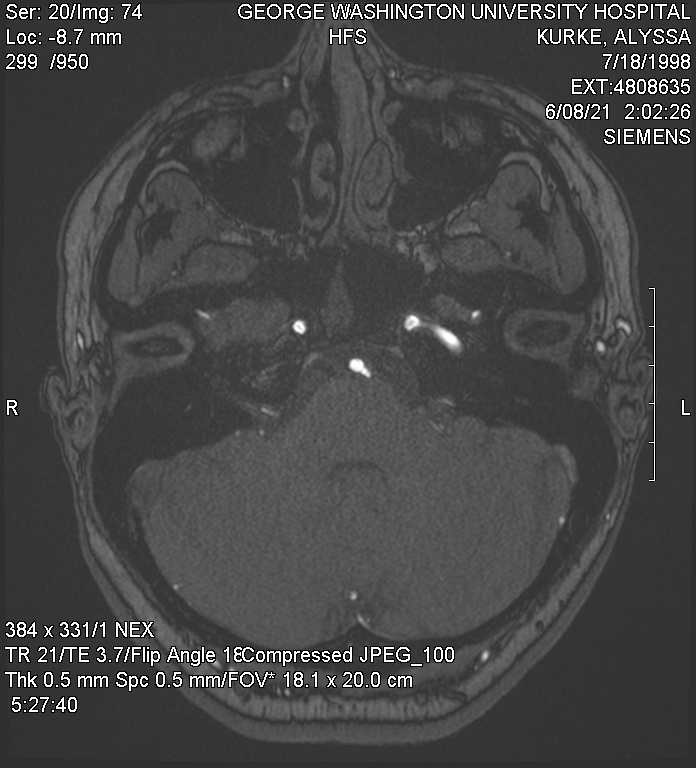 Ser: 20/Img: 74
Loc: -8.7 mm
299 /950
GEORGE WASHINGTON UNIVERSITY HOSPITAL
HFS
KURKE, ALYSSA
7/18/1998
EXT:4808635
6/08/21 2:02:26
SIEMENS
R
L
384 x 331/1 NEX
TR 21/TE 3.7/Flip Angle 18Compressed JPEG_100
Thk 0.5 mm Spc 0.5 mm/FOV* 18.1 x 20.0 cm
5:27:40